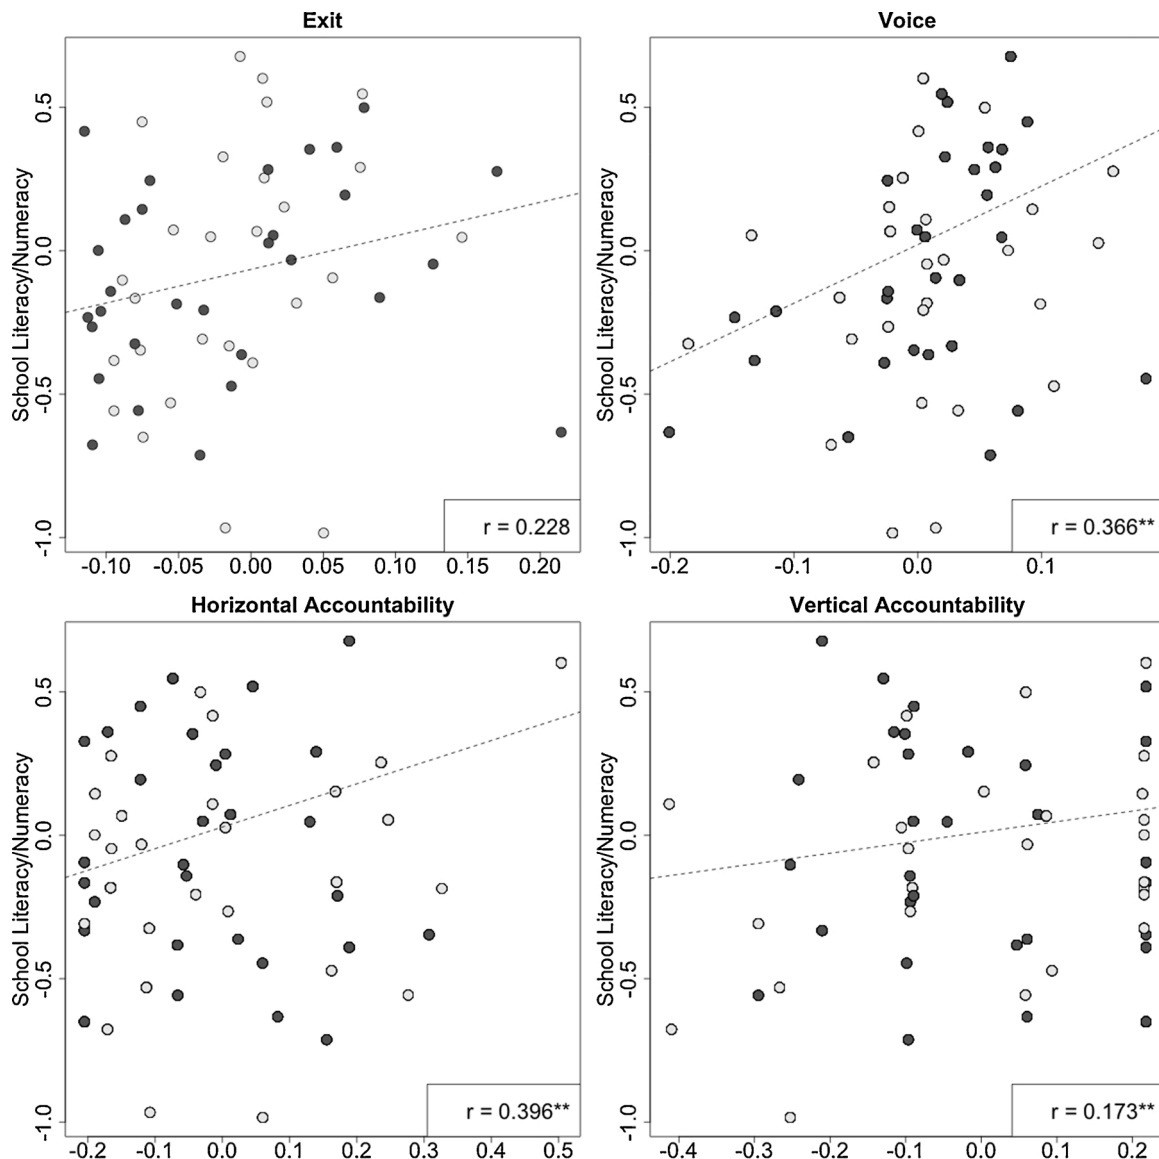 Exit
School Literacy/Numeracy
0.5
0.0
-0.5
-1.0
r = 0.228
-0.10 -0.05 0.00 0.05 0.10 0.15 0.20
Voice
School Literacy/Numeracy
0.5
0.0
-0.5
-1.0
r = 0.366**
-0.2 -0.1 0.0 0.1
Horizontal Accountability
School Literacy/Numeracy
0.5
0.0
-0.5
-1.0
r = 0.396**
-0.2 -0.1 0.0 0.1 0.2 0.3 0.4 0.5
Vertical Accountability
School Literacy/Numeracy
0.5
0.0
-0.5
-1.0
r = 0.173**
-0.4 -0.3 -0.2 -0.1 0.0 0.1 0.2